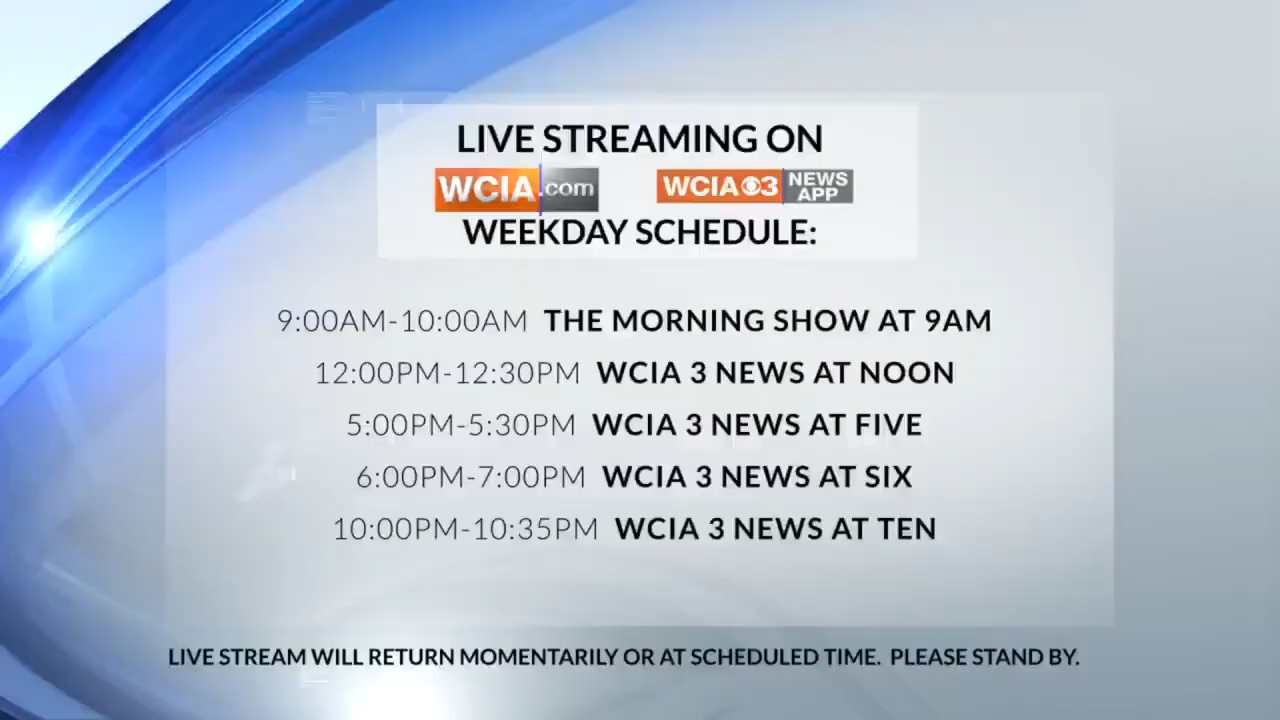 LIVE STREAMING ON
WCIA.com WCIA 3 NEWS APP
WEEKDAY SCHEDULE:
9:00AM-10:00AM THE MORNING SHOW AT 9AM
12:00PM-12:30PM WCIA 3 NEWS AT NOON
5:00PM-5:30PM WCIA 3 NEWS AT FIVE
6:00PM-7:00PM WCIA 3 NEWS AT SIX
10:00PM-10:35PM WCIA 3 NEWS AT TEN
LIVE STREAM WILL RETURN MOMENTARILY OR AT SCHEDULED TIME. PLEASE STAND BY.